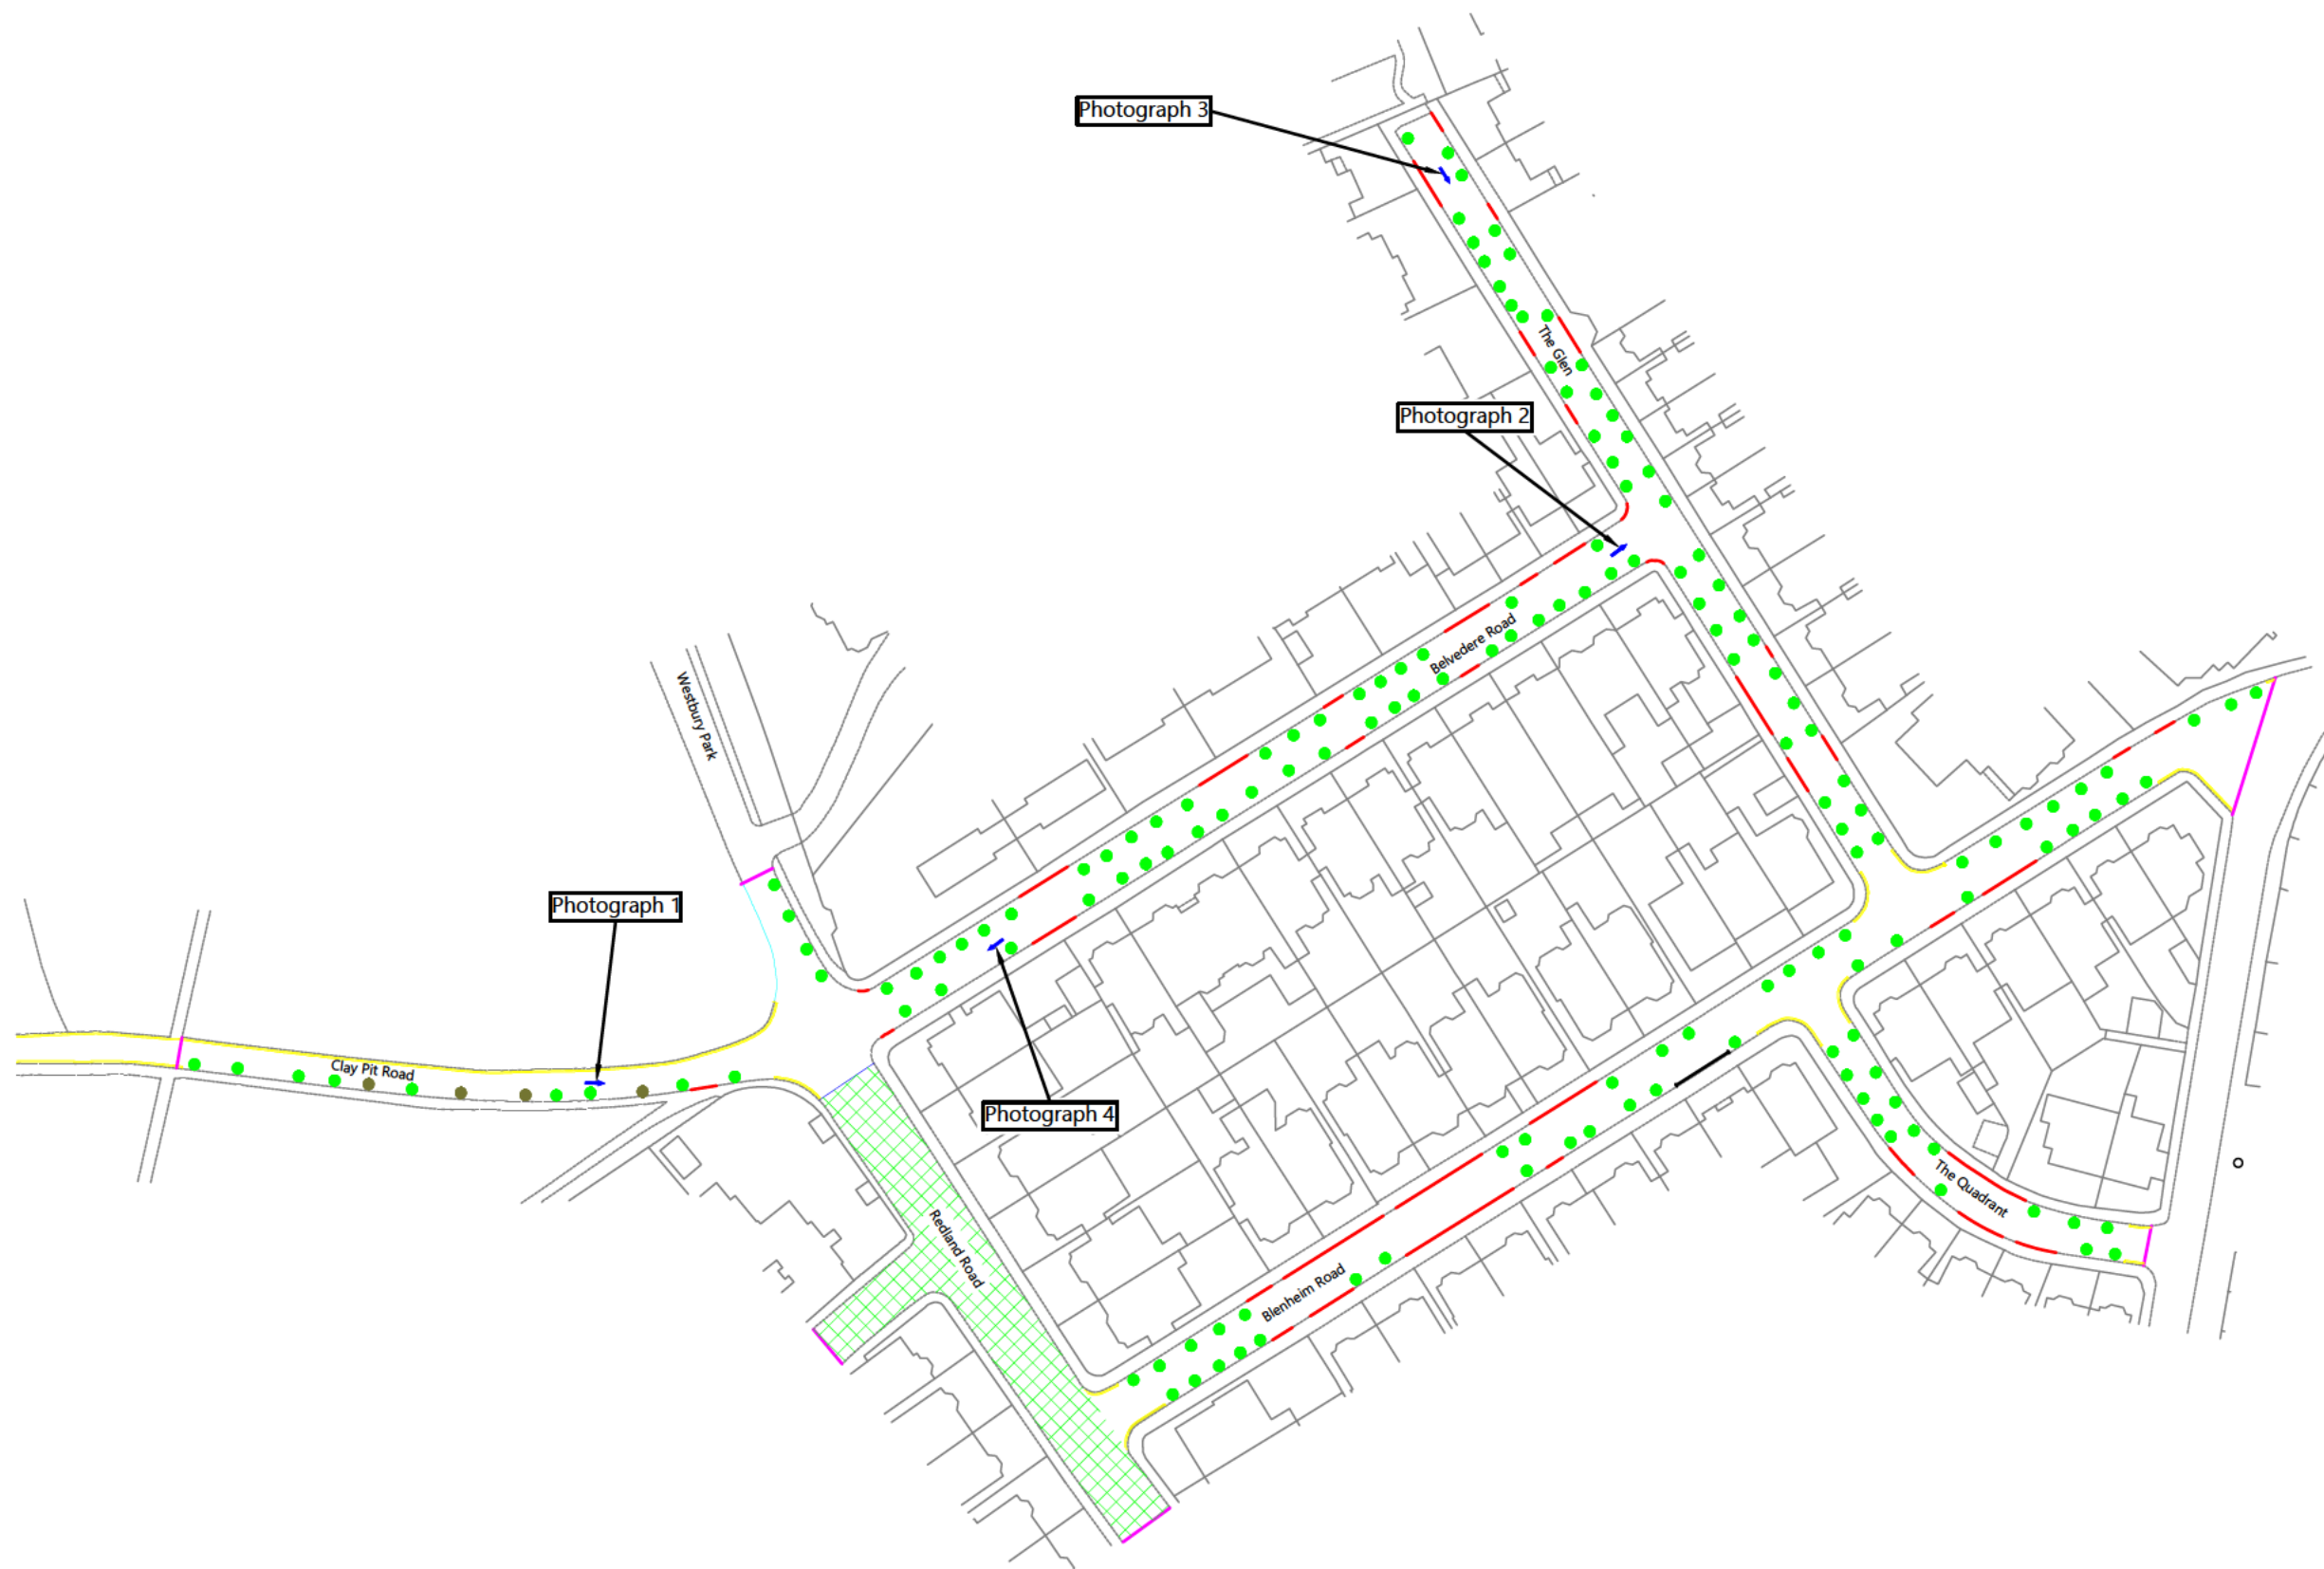 Photograph 3
The Glen
Photograph 2
Belvedere Road
Westbury Park
Photograph 1
Clay Pit Road
Photograph 4
The Quadrant
Redland Road
Blenheim Road